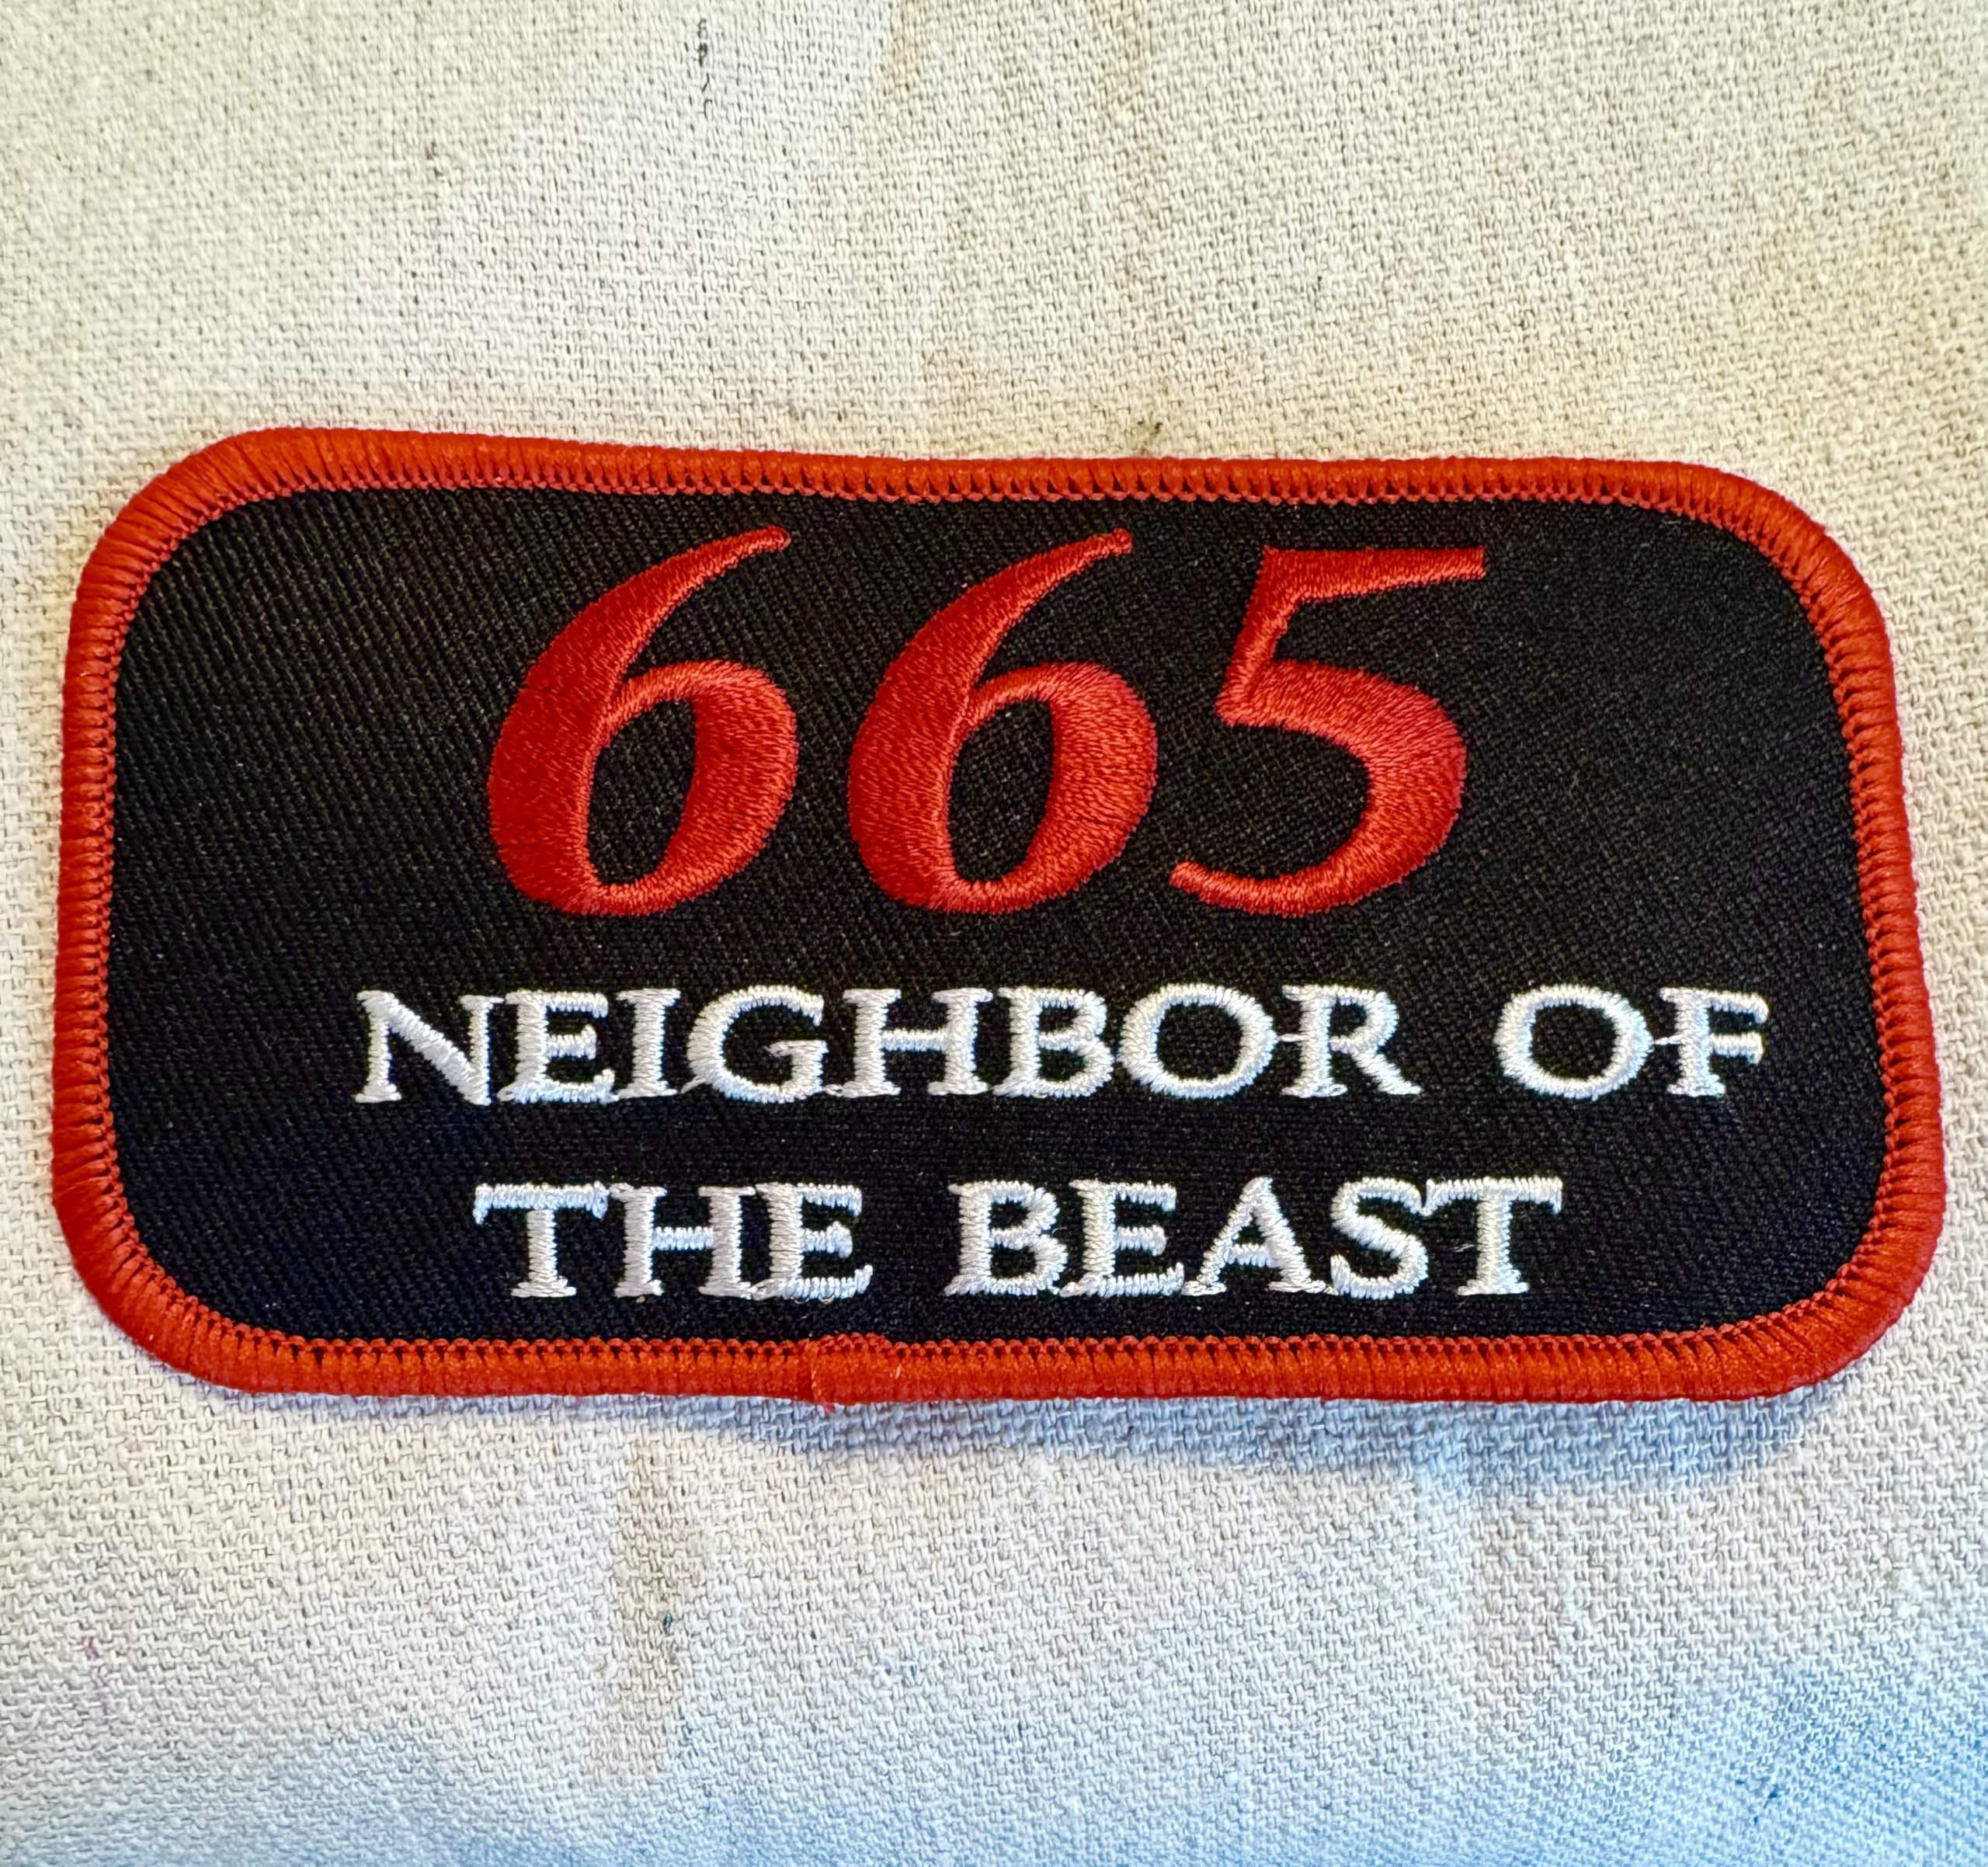 665
NEIGHBOR OF
THE BEAST